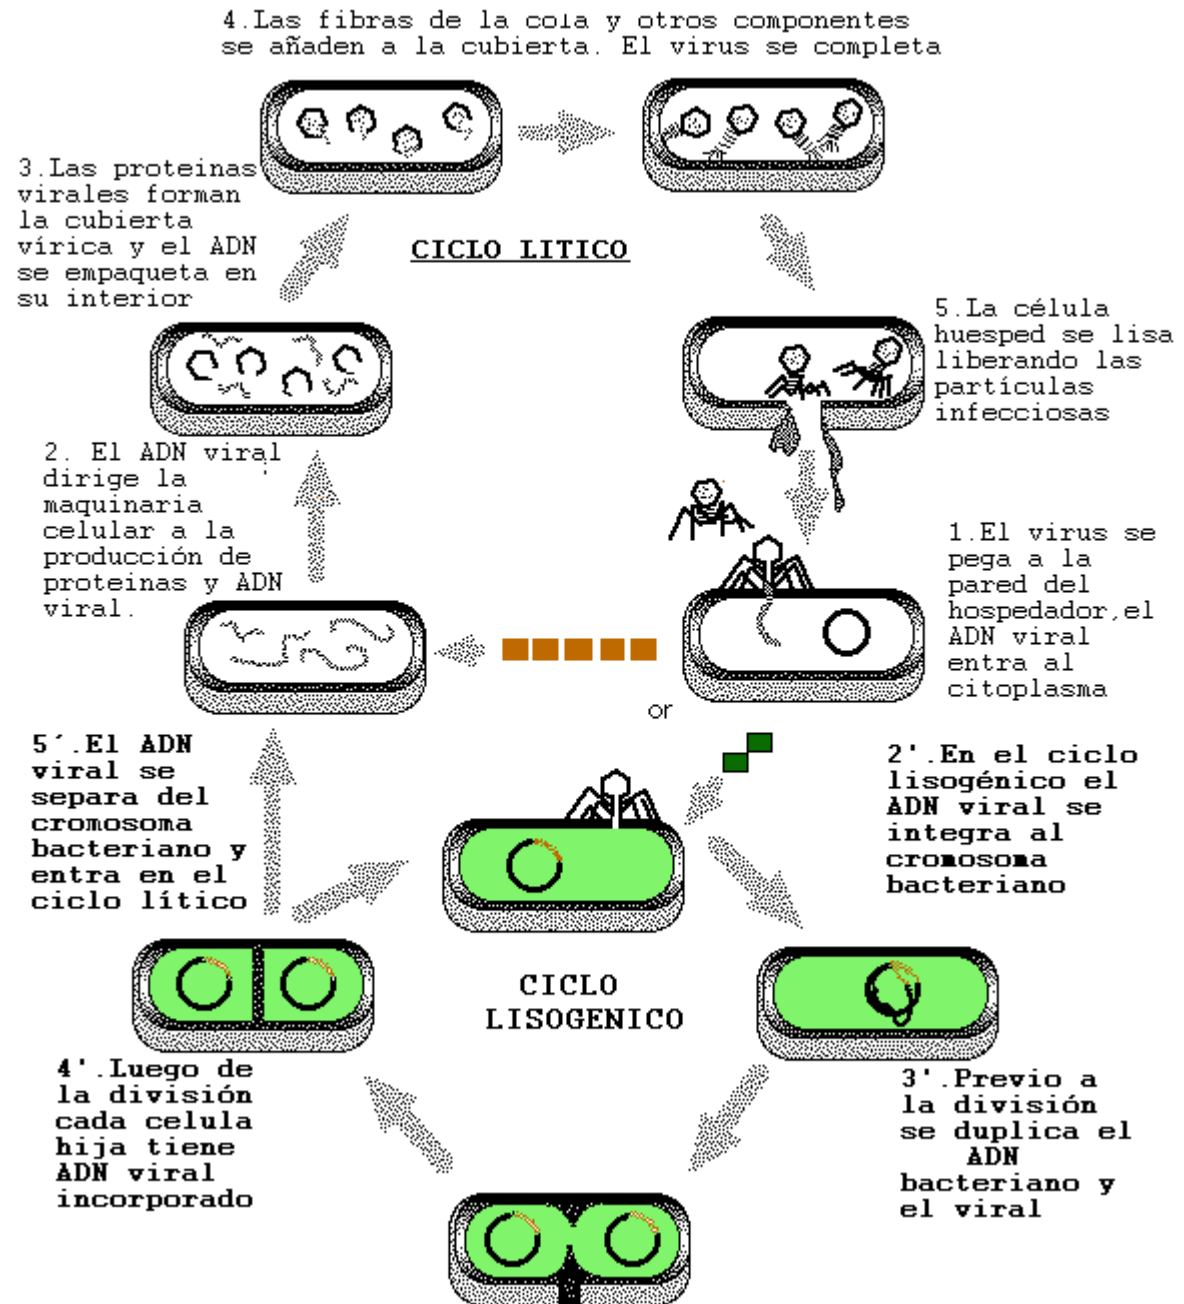 4.Las fibras de la cola y otros componentes
se añaden a la cubierta. El virus se completa
3.Las proteinas
virales forman
la cubierta
vírica y el ADN
se empaqueta en
su interior
CICLO LITICO
5.La célula
huesped se lisa
liberando las
partículas
infecciosas
2. El ADN viral
dirige la
maquinaria
celular a la
producción de
proteinas y ADN
viral.
1.El virus se
pega a la
pared del
hospedador,el
ADN viral
entra al
citoplasma
or
5´.El ADN
viral se
separa del
cromosoma
bacteriano y
entra en el
ciclo lítico
2'.En el ciclo
lisogénico el
ADN viral se
integra al
cromosoma
bacteriano
CICLO
LISOGENICO
4'.Luego de
la división
cada celula
hija tiene
ADN viral
incorporado
3'.Previo a
la división
se duplica el
ADN
bacteriano y
el viral